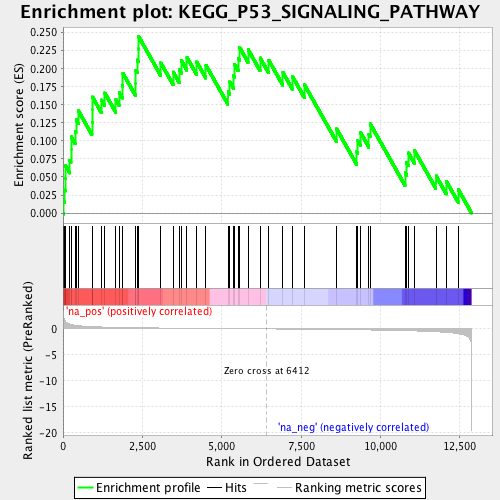 Enrichment plot: KEGG_P53_SIGNALING_PATHWAY
Enrichment score (ES)
0.250
0.225
0.200
0.175
0.150
0.125
0.100
0.075
0.050
0.025
0.000
'na_pos' (positively correlated)
Ranked list metric (PreRanked)
0
-5
-10
-15
-20
Zero cross at 6412
'na_neg' (negatively correlated)
0
2,500
5,000
7,500
10,000
12,500
Rank in Ordered Dataset
Enrichment profile
Hits
Ranking metric scores